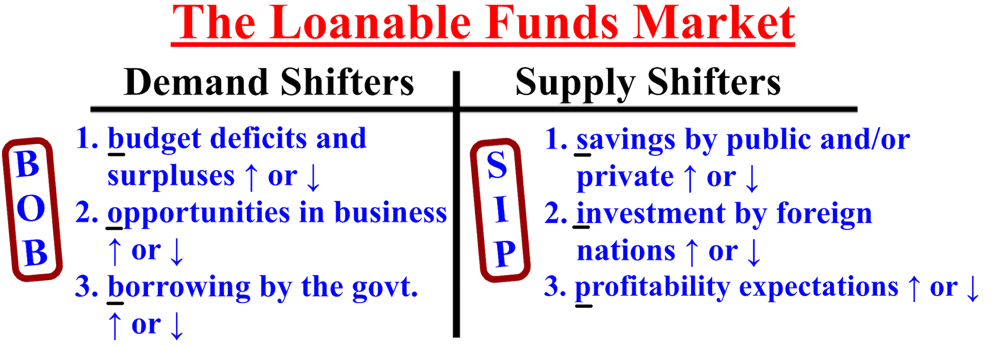 The Loanable Funds Market
Demand Shifters
B
O
B
1. budget deficits and
surpluses ↑ or ↓
2. opportunities in business
↑ or ↓
3. borrowing by the govt.
↑ or ↓
Supply Shifters
S
I
P
1. savings by public and/or
private ↑ or ↓
2. investment by foreign
nations ↑ or ↓
3. profitability expectations ↑ or ↓